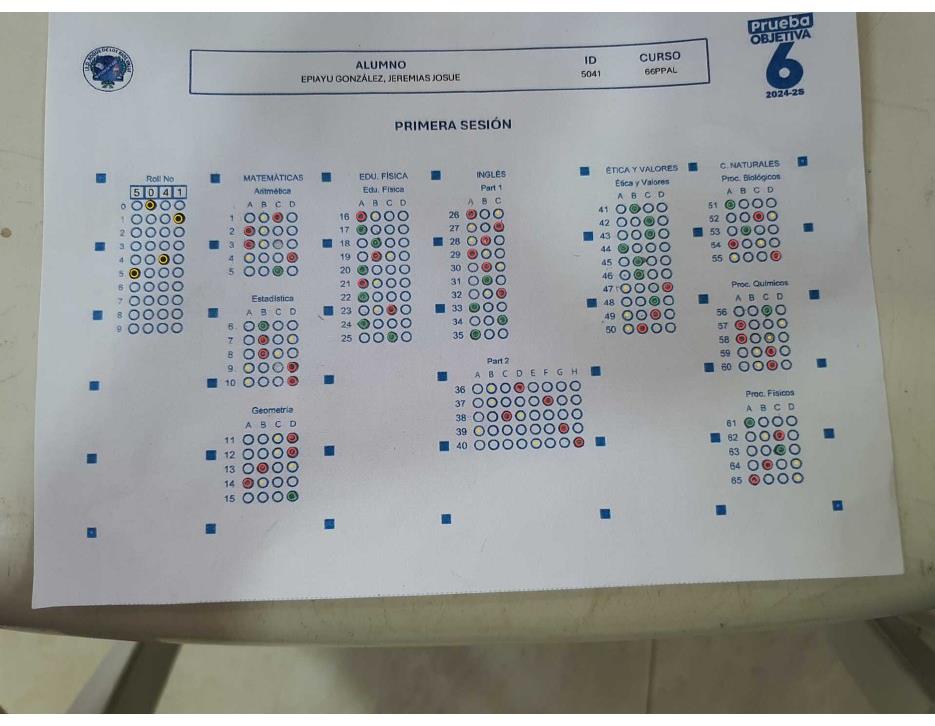 Prueba
OBJETIVA
6
2024-25
ALUMNO
EPIAYU GONZÁLEZ, JEREMIAS JOSUE
ID
5041
CURSO
66PPAL
PRIMERA SESIÓN
Roll No
5 0 4 1
0
1
2
3
4
5
6
7
8
9
MATEMÁTICAS
Aritmética
A B C D
1
2
3
4
5
Estadística
A B C D
6
7
8
9
10
Geometria
A B C D
11
12
13
14
15
EDU. FÍSICA
Edu. Física
A B C D
16
17
18
19
20
21
22
23
24
25
INGLÉS
Part 1
A B C
26
27
28
29
30
31
32
33
34
35
Part 2
A B C D E F G H
36
37
38
39
40
ÉTICA Y VALORES
Ética y Valores
A B C D
41
42
43
44
45
46
47
48
49
50
C. NATURALES
Proc. Biológicos
A B C D
51
52
53
54
55
Proc. Químicos
A B C D
56
57
58
59
60
Proc. Físicos
A B C D
61
62
63
64
65